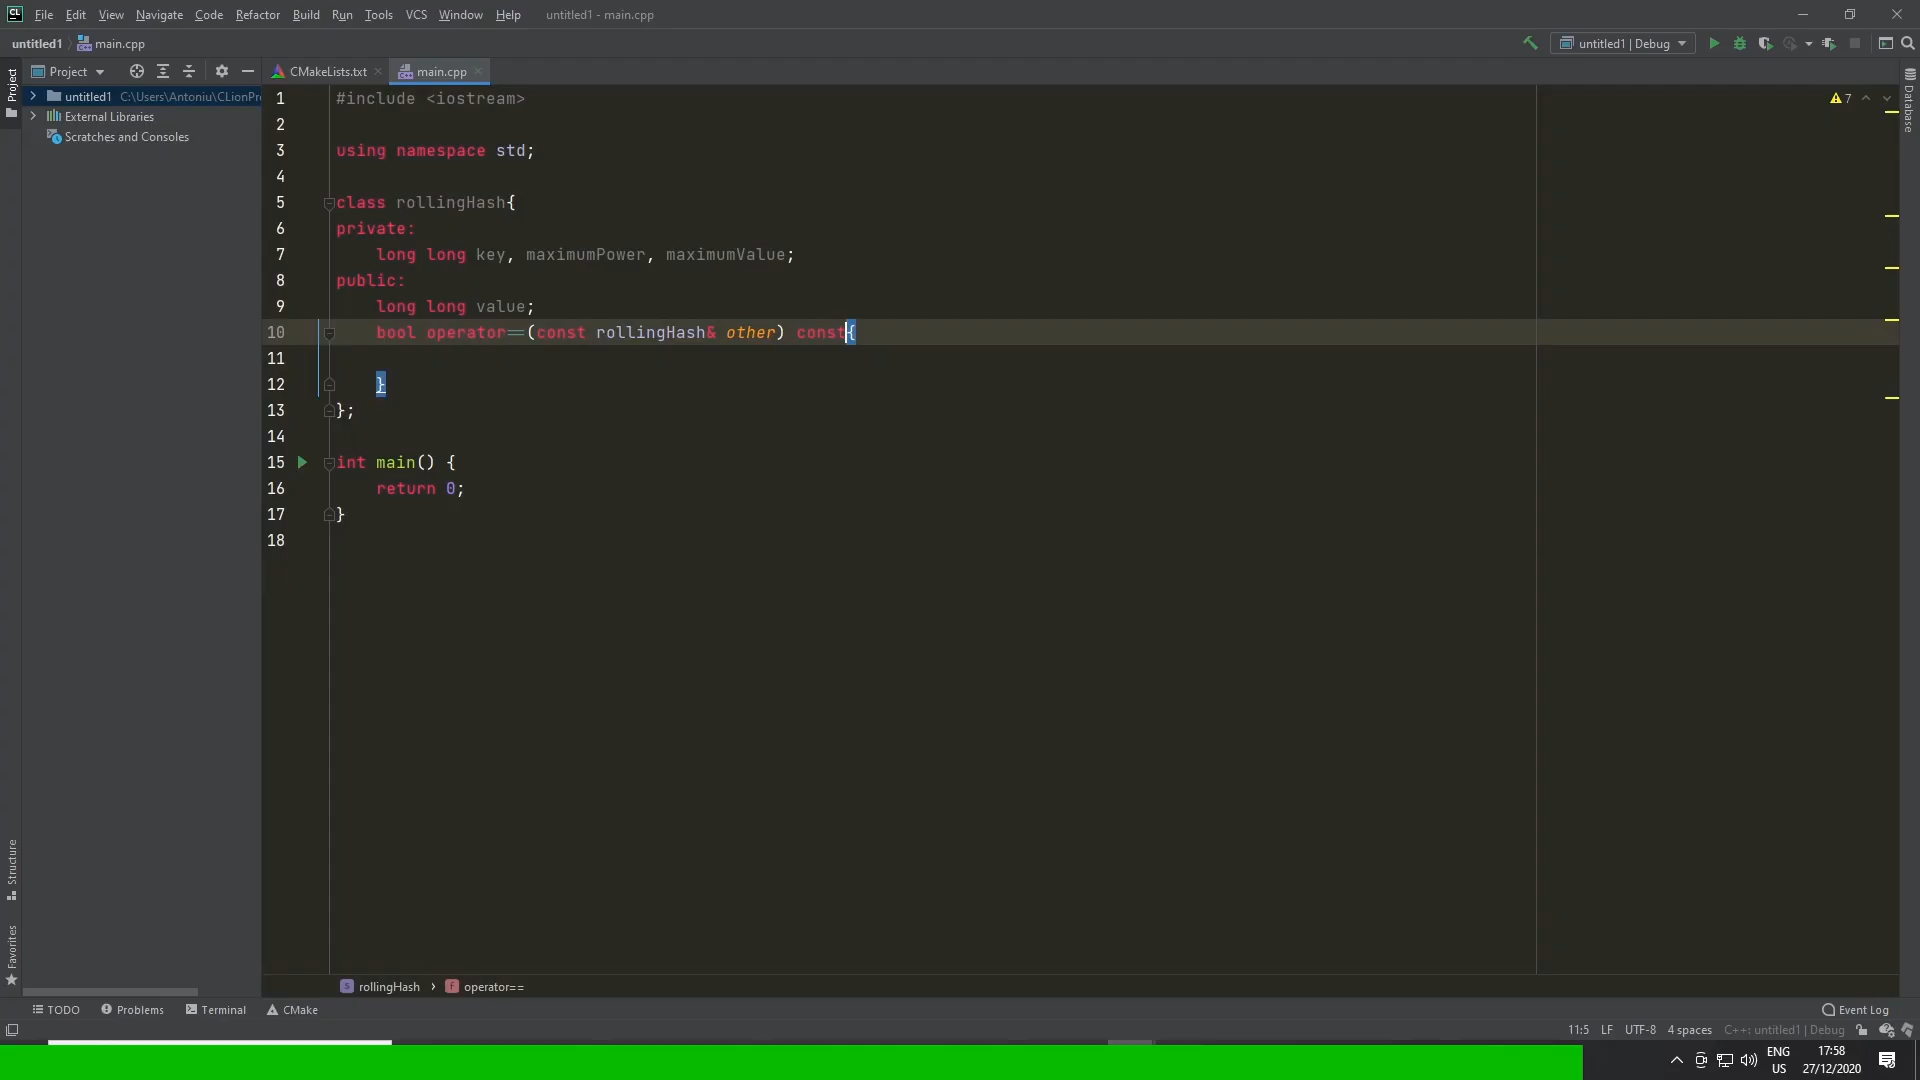 CL File Edit View Navigate Code Refactor Build Run Tools VCS Window Help untitled1 - main.cpp
untitled1 main.cpp untitled1 | Debug
Project CMakeLists.txt main.cpp
Project
untitled1 C:\Users\Antoniu\CLionPr
External Libraries
Scratches and Consoles
1 #include <iostream>
2
3 using namespace std;
4
5 class rollingHash{
6 private:
7 long long key, maximumPower, maximumValue;
8 public:
9 long long value;
10 bool operator==(const rollingHash& other) const{
11
12 }
13 };
14
15 int main() {
16 return 0;
17 }
18
7
Database
Structure
Favorites
rollingHash › operator==
TODO Problems Terminal CMake Event Log
11:5 LF UTF-8 4 spaces C++: untitled1 | Debug
ENG
US
17:58
27/12/2020